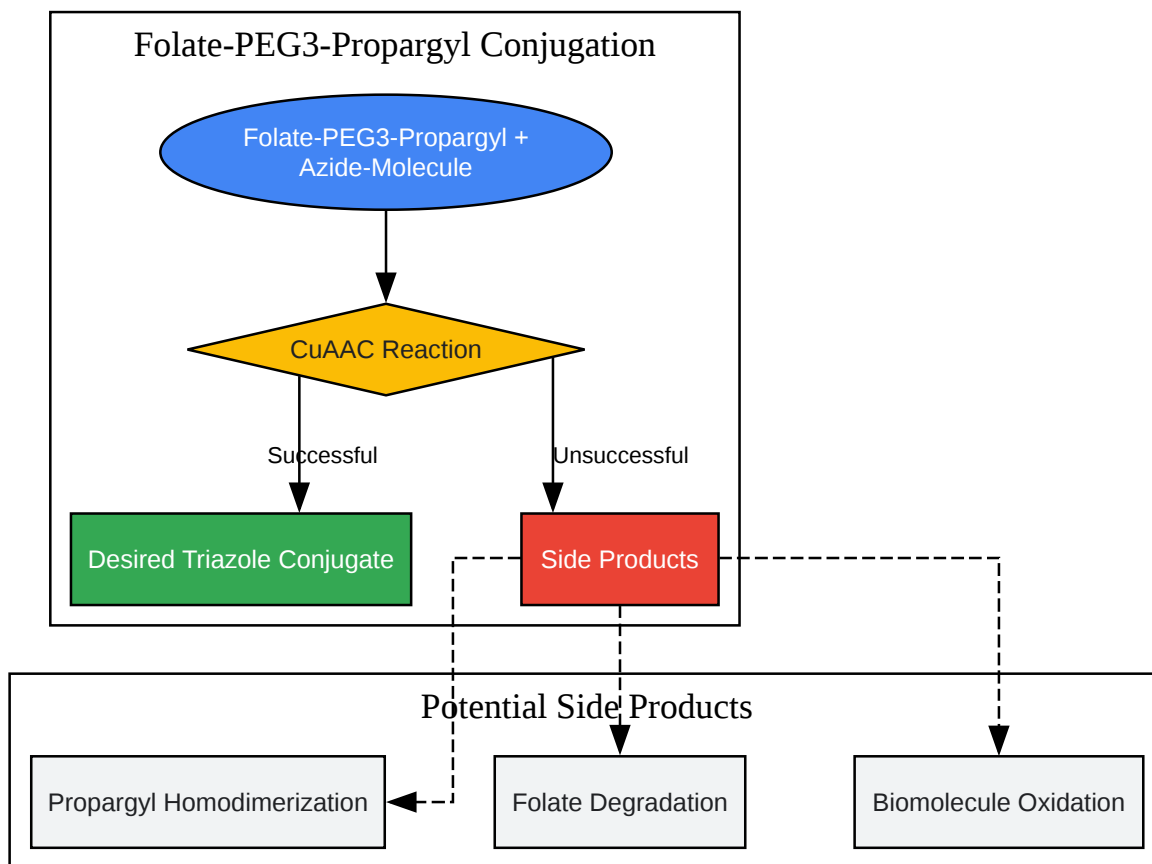 Folate-PEG3-Propargyl Conjugation
Folate-PEG3-Propargyl +
Azide-Molecule
CuAAC Reaction
Successful
Unsuccessful
Desired Triazole Conjugate
Side Products
Potential Side Products
Propargyl Homodimerization
Folate Degradation
Biomolecule Oxidation